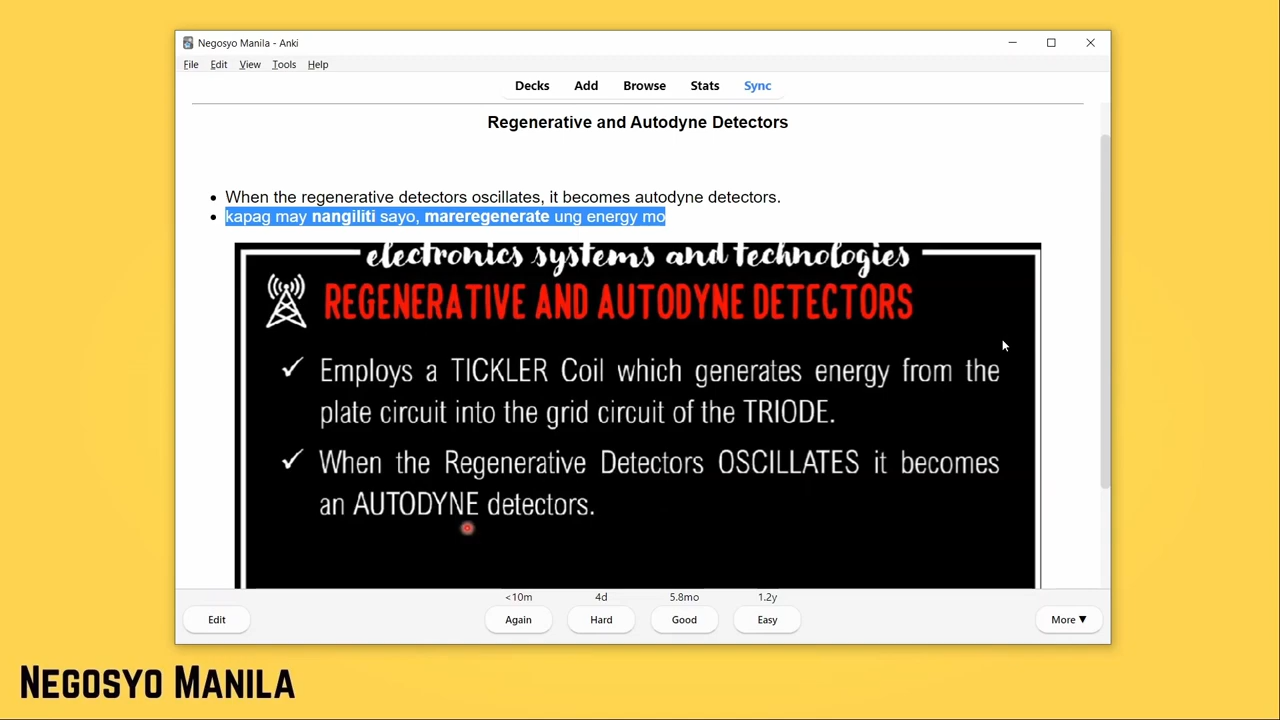 Negosyo Manila - Anki
File Edit View Tools Help
Decks Add Browse Stats Sync
Regenerative and Autodyne Detectors
When the regenerative detectors oscillates, it becomes autodyne detectors.
kapag may nangiliti sayo, mareregenerate ung energy mo
electronics systems and technologies
REGENERATIVE AND AUTODYNE DETECTORS
✓ Employs a TICKLER Coil which generates energy from the
plate circuit into the grid circuit of the TRIODE.
✓ When the Regenerative Detectors OSCILLATES it becomes
an AUTODYNE detectors.
<10m 4d 5.8mo 1.2y
Edit Again Hard Good Easy More ▼
NEGOSYO MANILA